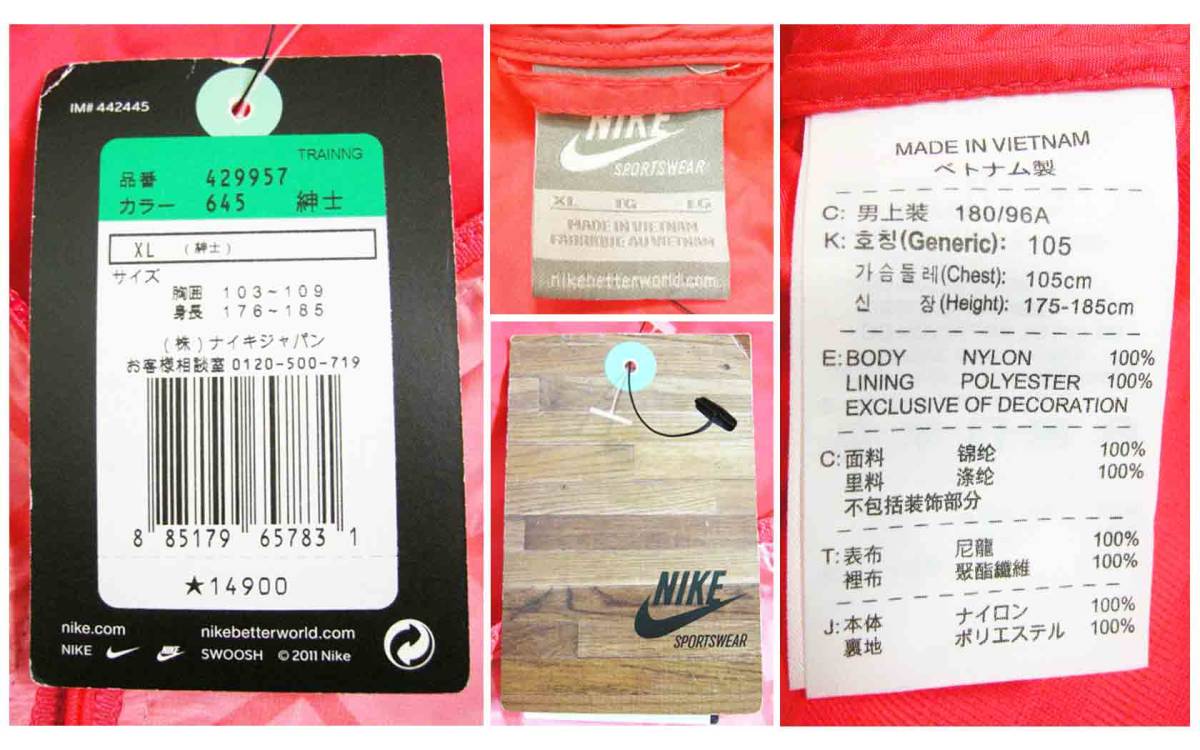 IM# 442445
TRAINNG
品番 429957
カラー 645 紳士
XL (紳士)
サイズ
胸囲 103~109
身長 176~185
(株)ナイキジャパン
お客様相談室 0120-500-719
8 85179 65783 1
★14900
nike.com nikebetterworld.com
NIKE NIKE SWOOSH © 2011 Nike
NIKE
SPORTSWEAR
XL TG EG
MADE IN VIETNAM
FABRIQUE AU VIETNAM
nikebetterworld.com
NIKE
SPORTSWEAR
MADE IN VIETNAM
ベトナム製
C: 男上装 180/96A
K: 호칭(Generic): 105
가슴둘레(Chest): 105cm
신 장(Height): 175-185cm
E: BODY NYLON 100%
LINING POLYESTER 100%
EXCLUSIVE OF DECORATION
C: 面料 锦纶 100%
里料 涤纶 100%
不包括装饰部分
T: 表布 尼龍 100%
裡布 聚酯纖維 100%
J: 本体 ナイロン 100%
裏地 ポリエステル 100%